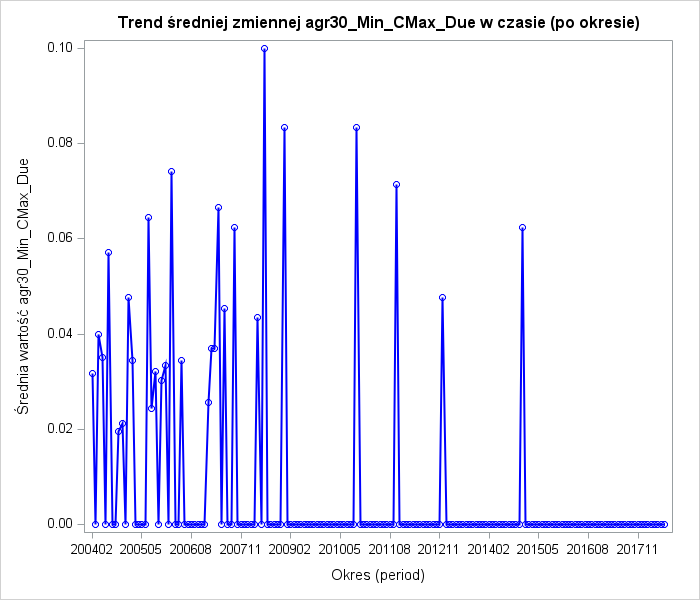 Trend średniej zmiennej agr30_Min_CMax_Due w czasie (po okresie)
Średnia wartość agr30_Min_CMax_Due
0.10
0.08
0.06
0.04
0.02
0.00
200402 200505 200608 200711 200902 201005 201108 201211 201402 201505 201608 201711
Okres (period)